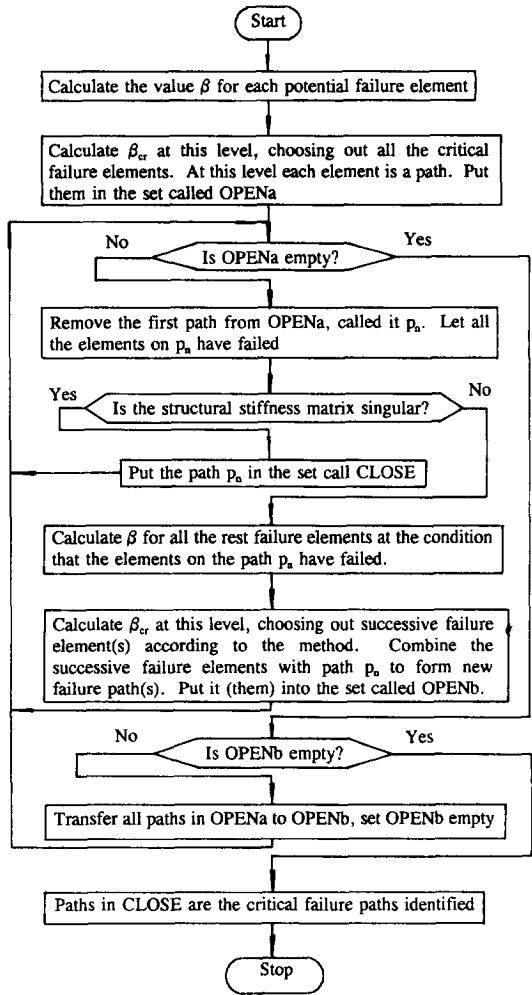 Start
Calculate the value β for each potential failure element
Calculate βcr at this level, choosing out all the critical
failure elements. At this level each element is a path. Put
them in the set called OPENa
No
Yes
Is OPENa empty?
Remove the first path from OPENa, called it pn. Let all
the elements on pn have failed
Yes
No
Is the structural stiffness matrix singular?
Put the path pn in the set call CLOSE
Calculate β for all the rest failure elements at the condition
that the elements on the path pn have failed.
Calculate βcr at this level, choosing out successive failure
element(s) according to the method. Combine the
successive failure elements with path pn to form new
failure path(s). Put it (them) into the set called OPENb.
No
Yes
Is OPENb empty?
Transfer all paths in OPENa to OPENb, set OPENb empty
Paths in CLOSE are the critical failure paths identified
Stop